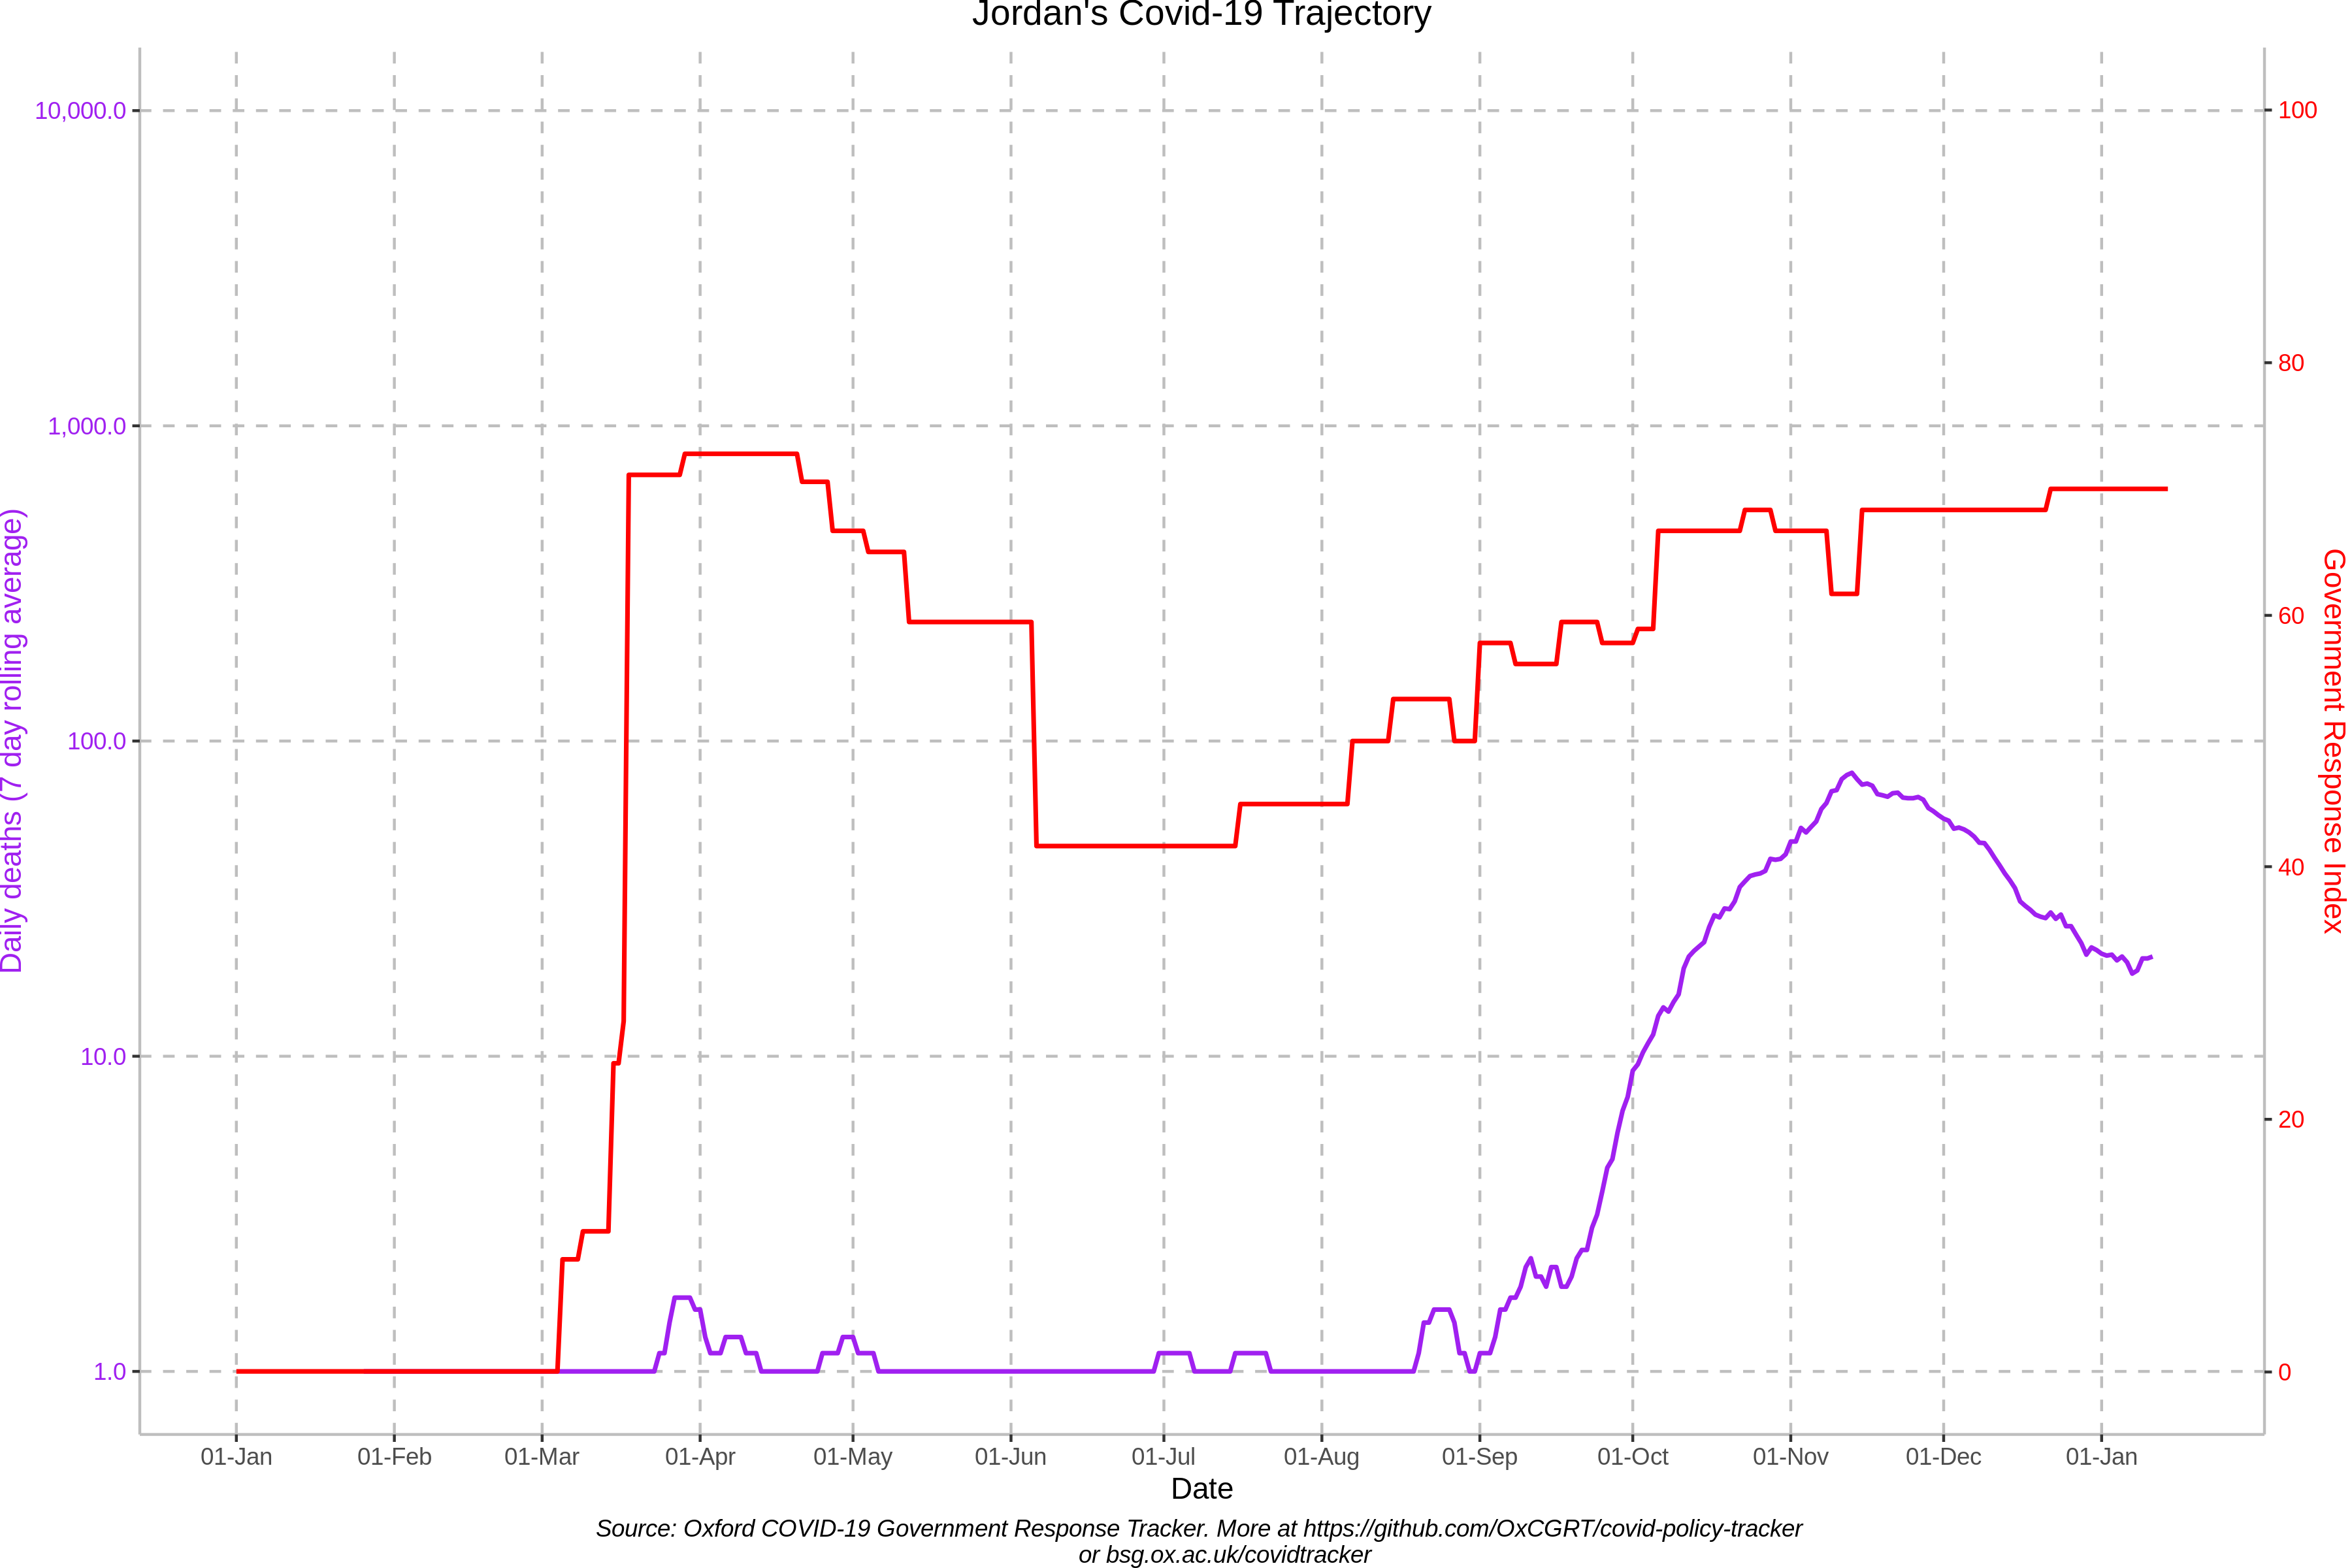 Jordan's Covid-19 Trajectory
10,000.0
1,000.0
100.0
10.0
1.0
Daily deaths (7 day rolling average)
100
80
60
40
20
0
Government Response Index
01-Jan 01-Feb 01-Mar 01-Apr 01-May 01-Jun 01-Jul 01-Aug 01-Sep 01-Oct 01-Nov 01-Dec 01-Jan
Date
Source: Oxford COVID-19 Government Response Tracker. More at https://github.com/OxCGRT/covid-policy-tracker
or bsg.ox.ac.uk/covidtracker